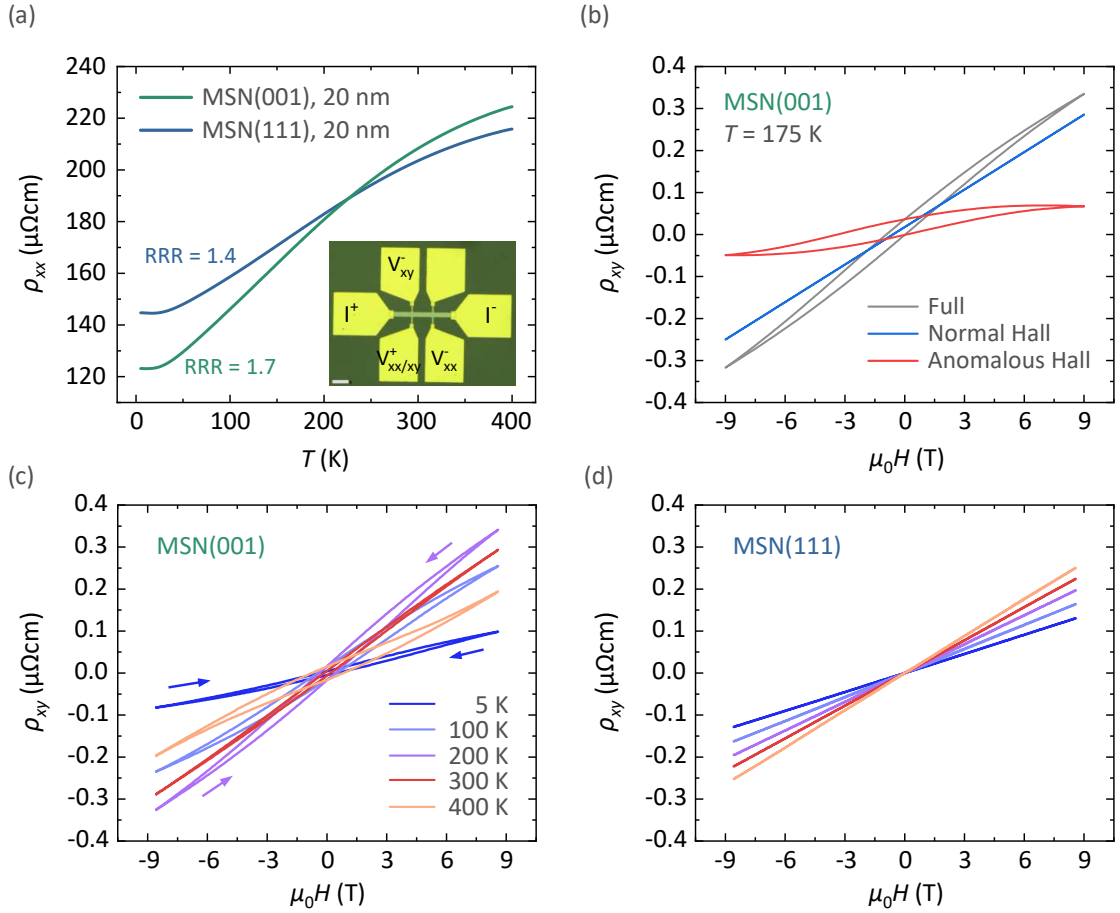 (a)
240
220
200
180
160
140
120
ρxx (μΩcm)
MSN(001), 20 nm
MSN(111), 20 nm
RRR = 1.4
RRR = 1.7
V-xy
I+
I-
V+xx/xy
V-xx
0
100
200
300
400
T (K)
(b)
0.4
0.3
0.2
0.1
0.0
-0.1
-0.2
-0.3
-0.4
ρxy (μΩcm)
MSN(001)
T = 175 K
Full
Normal Hall
Anomalous Hall
-9
-6
-3
0
3
6
9
μ0H (T)
(c)
0.4
0.3
0.2
0.1
0.0
-0.1
-0.2
-0.3
-0.4
ρxy (μΩcm)
MSN(001)
5 K
100 K
200 K
300 K
400 K
-9
-6
-3
0
3
6
9
μ0H (T)
(d)
0.4
0.3
0.2
0.1
0.0
-0.1
-0.2
-0.3
-0.4
ρxy (μΩcm)
MSN(111)
-9
-6
-3
0
3
6
9
μ0H (T)